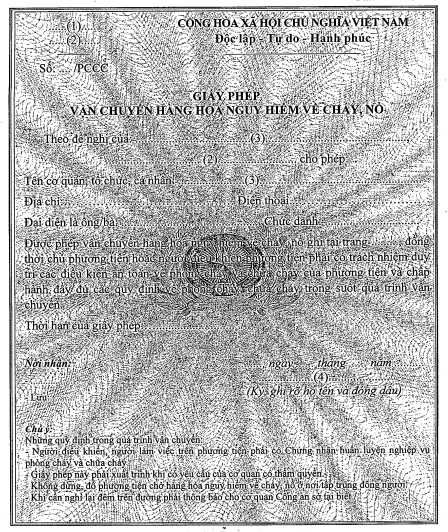 ......(1)......
......(2)......
CỘNG HÒA XÃ HỘI CHỦ NGHĨA VIỆT NAM
Độc lập - Tự do - Hạnh phúc
Số: ...../PCCC
GIẤY PHÉP
VẬN CHUYỂN HÀNG HÓA NGUY HIỂM VỀ CHÁY, NỔ
Theo đề nghị của: ......(3)......
......(2)...... cho phép:
Tên cơ quan, tổ chức, cá nhân: ......(3)......
Địa chỉ: ...... Điện thoại: ......
Đại diện là ông/bà: ...... Chức danh: ......
Được phép vận chuyển hàng hóa nguy hiểm về cháy, nổ ghi tại trang ......, đồng
thời chủ phương tiện hoặc người điều khiển phương tiện phải có trách nhiệm duy
trì các điều kiện an toàn về phòng cháy và chữa cháy của phương tiện và chấp
hành đầy đủ các quy định về phòng cháy chữa cháy trong suốt quá trình vận
chuyển.
Thời hạn của giấy phép: ......
Nơi nhận:
......, ngày ...... tháng ...... năm ......
......(4)......
(Ký, ghi rõ họ tên và đóng dấu)
Lưu
Chú ý:
Những quy định trong quá trình vận chuyển:
- Người điều khiển, người làm việc trên phương tiện phải có Chứng nhận huấn luyện nghiệp vụ
phòng cháy và chữa cháy.
- Giấy phép này phải xuất trình khi có yêu cầu của cơ quan có thẩm quyền.
- Không dừng, đỗ phương tiện chở hàng hóa nguy hiểm về cháy, nổ ở nơi tập trung đông người.
- Khi cần nghỉ lại đêm trên đường phải thông báo cho cơ quan Công an sở tại biết.